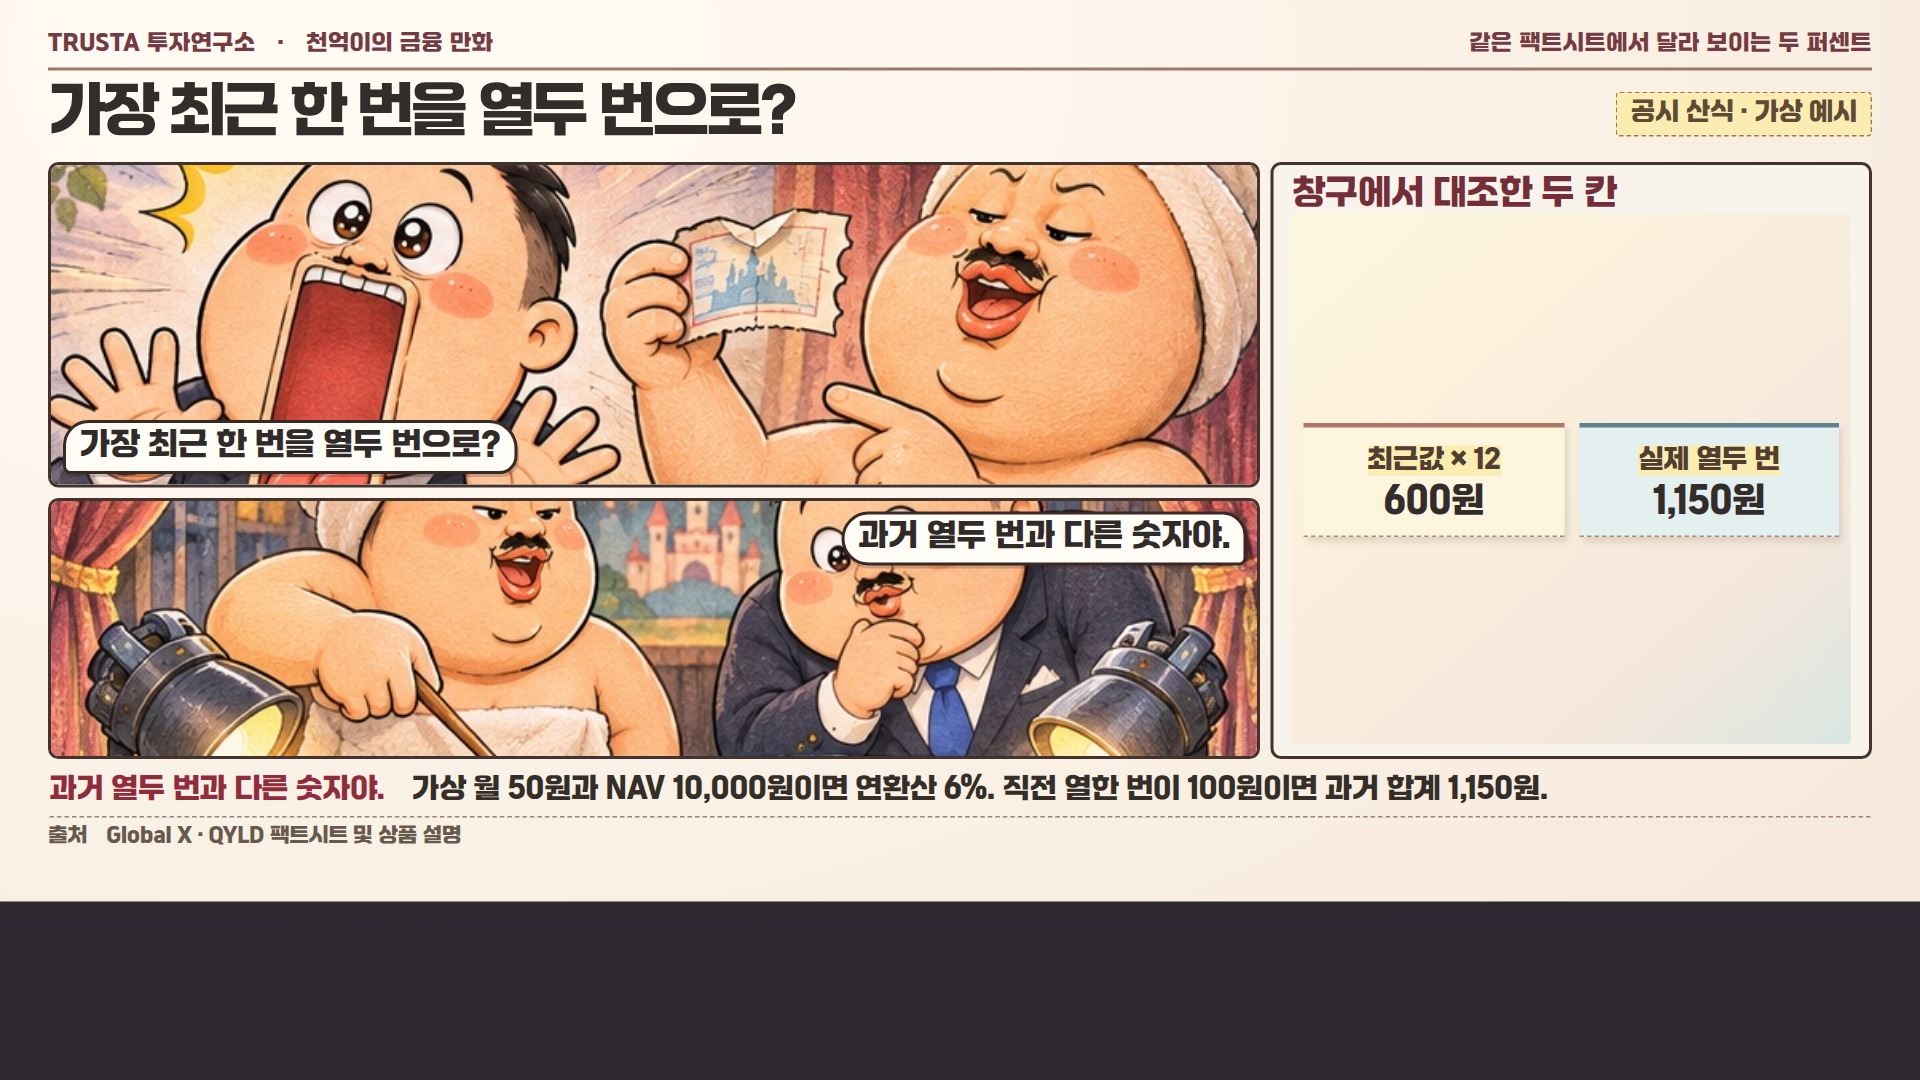 TRUSTA 투자연구소 · 천억이의 금융 만화
같은 팩트시트에서 달라 보이는 두 퍼센트
가장 최근 한 번을 열두 번으로?
공시 산식 · 가상 예시
가장 최근 한 번을 열두 번으로?
과거 열두 번과 다른 숫자야.
창구에서 대조한 두 칸
최근값 × 12
600원
실제 열두 번
1,150원
과거 열두 번과 다른 숫자야. 가상 월 50원과 NAV 10,000원이면 연환산 6%. 직전 열한 번이 100원이면 과거 합계 1,150원.
출처 Global X · QYLD 팩트시트 및 상품 설명